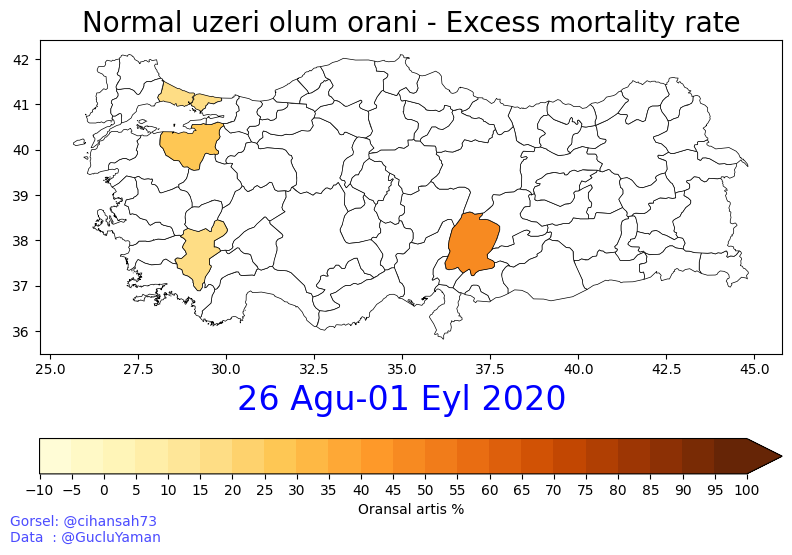 Normal uzeri olum orani - Excess mortality rate
42
41
40
39
38
37
36
25.0 27.5 30.0 32.5 35.0 37.5 40.0 42.5 45.0
26 Agu-01 Eyl 2020
−10 −5 0 5 10 15 20 25 30 35 40 45 50 55 60 65 70 75 80 85 90 95 100
Oransal artis %
Gorsel: @cihansah73
Data : @GucluYaman